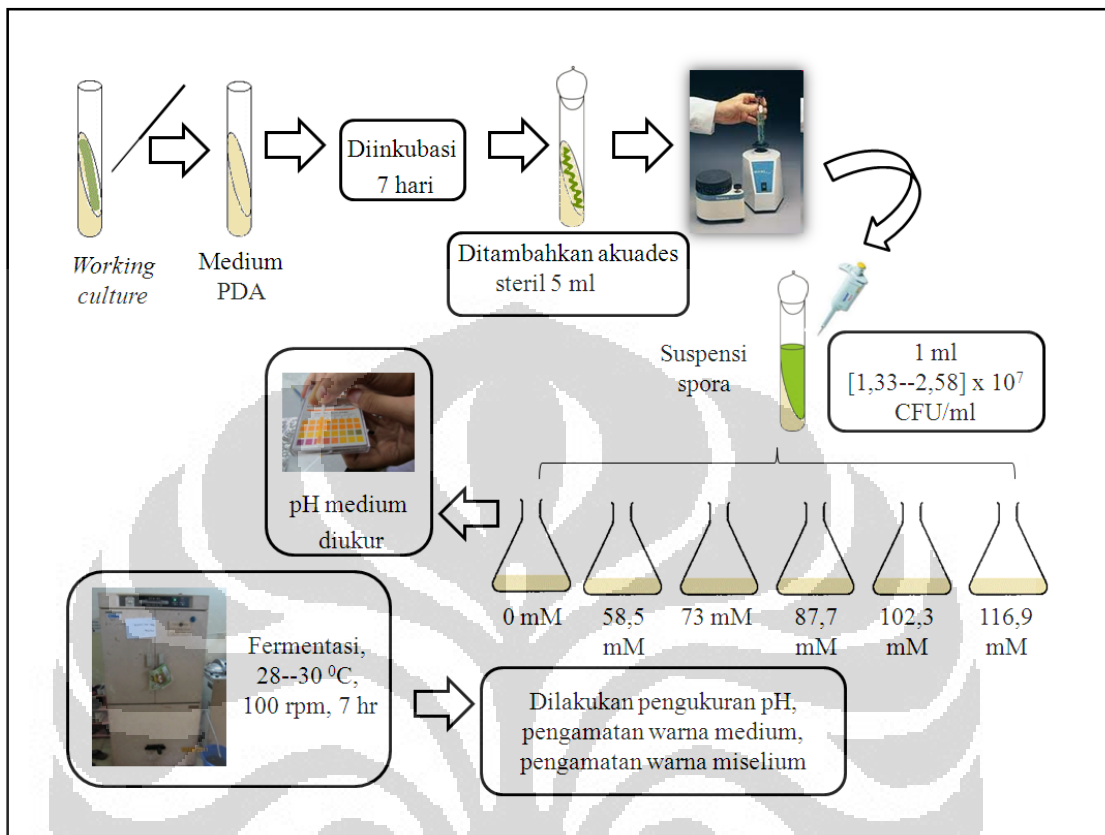 Working
culture
Medium
PDA
Diinkubasi
7 hari
Ditambahkan akuades
steril 5 ml
Suspensi
spora
1 ml
[1,33--2,58] x 10⁷
CFU/ml
pH medium
diukur
0 mM
58,5
mM
73 mM
87,7
mM
102,3
mM
116,9
mM
Fermentasi,
28--30 ⁰C,
100 rpm, 7 hr
Dilakukan pengukuran pH,
pengamatan warna medium,
pengamatan warna miselium